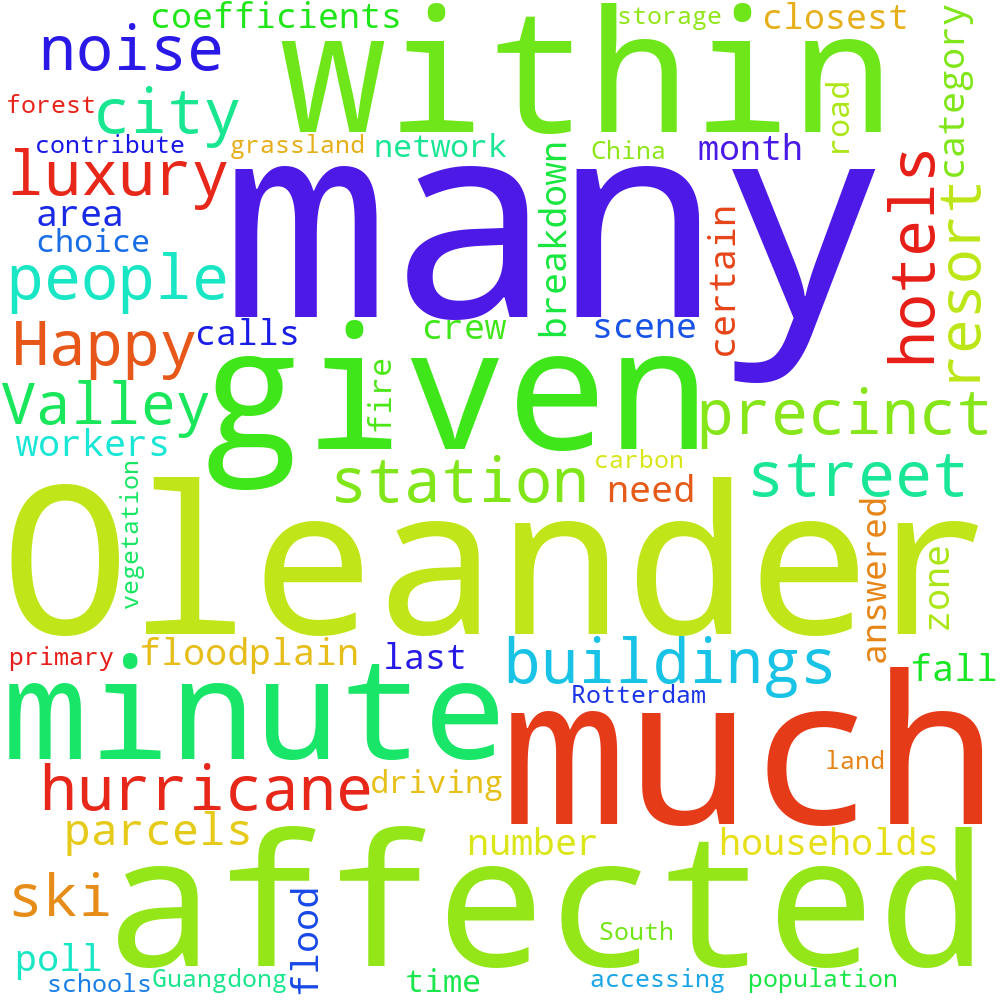 coefficients
storage
closest
within
noise
category
forest
city
road
contribute
grassland
network
China
month
luxury
many
breakdown
hotels
area
certain
resort
choice
people
Happy
calls
crew
scene
given
fire
Valley
precinct
workers
station
carbon
need
street
vegetation
Oleander
answered
zone
primary
floodplain
last
buildings
fall
minute
Rotterdam
much
hurricane
driving
land
parcels
number
households
affected
ski
flood
South
poll
schools
Guangdong
time
accessing
population